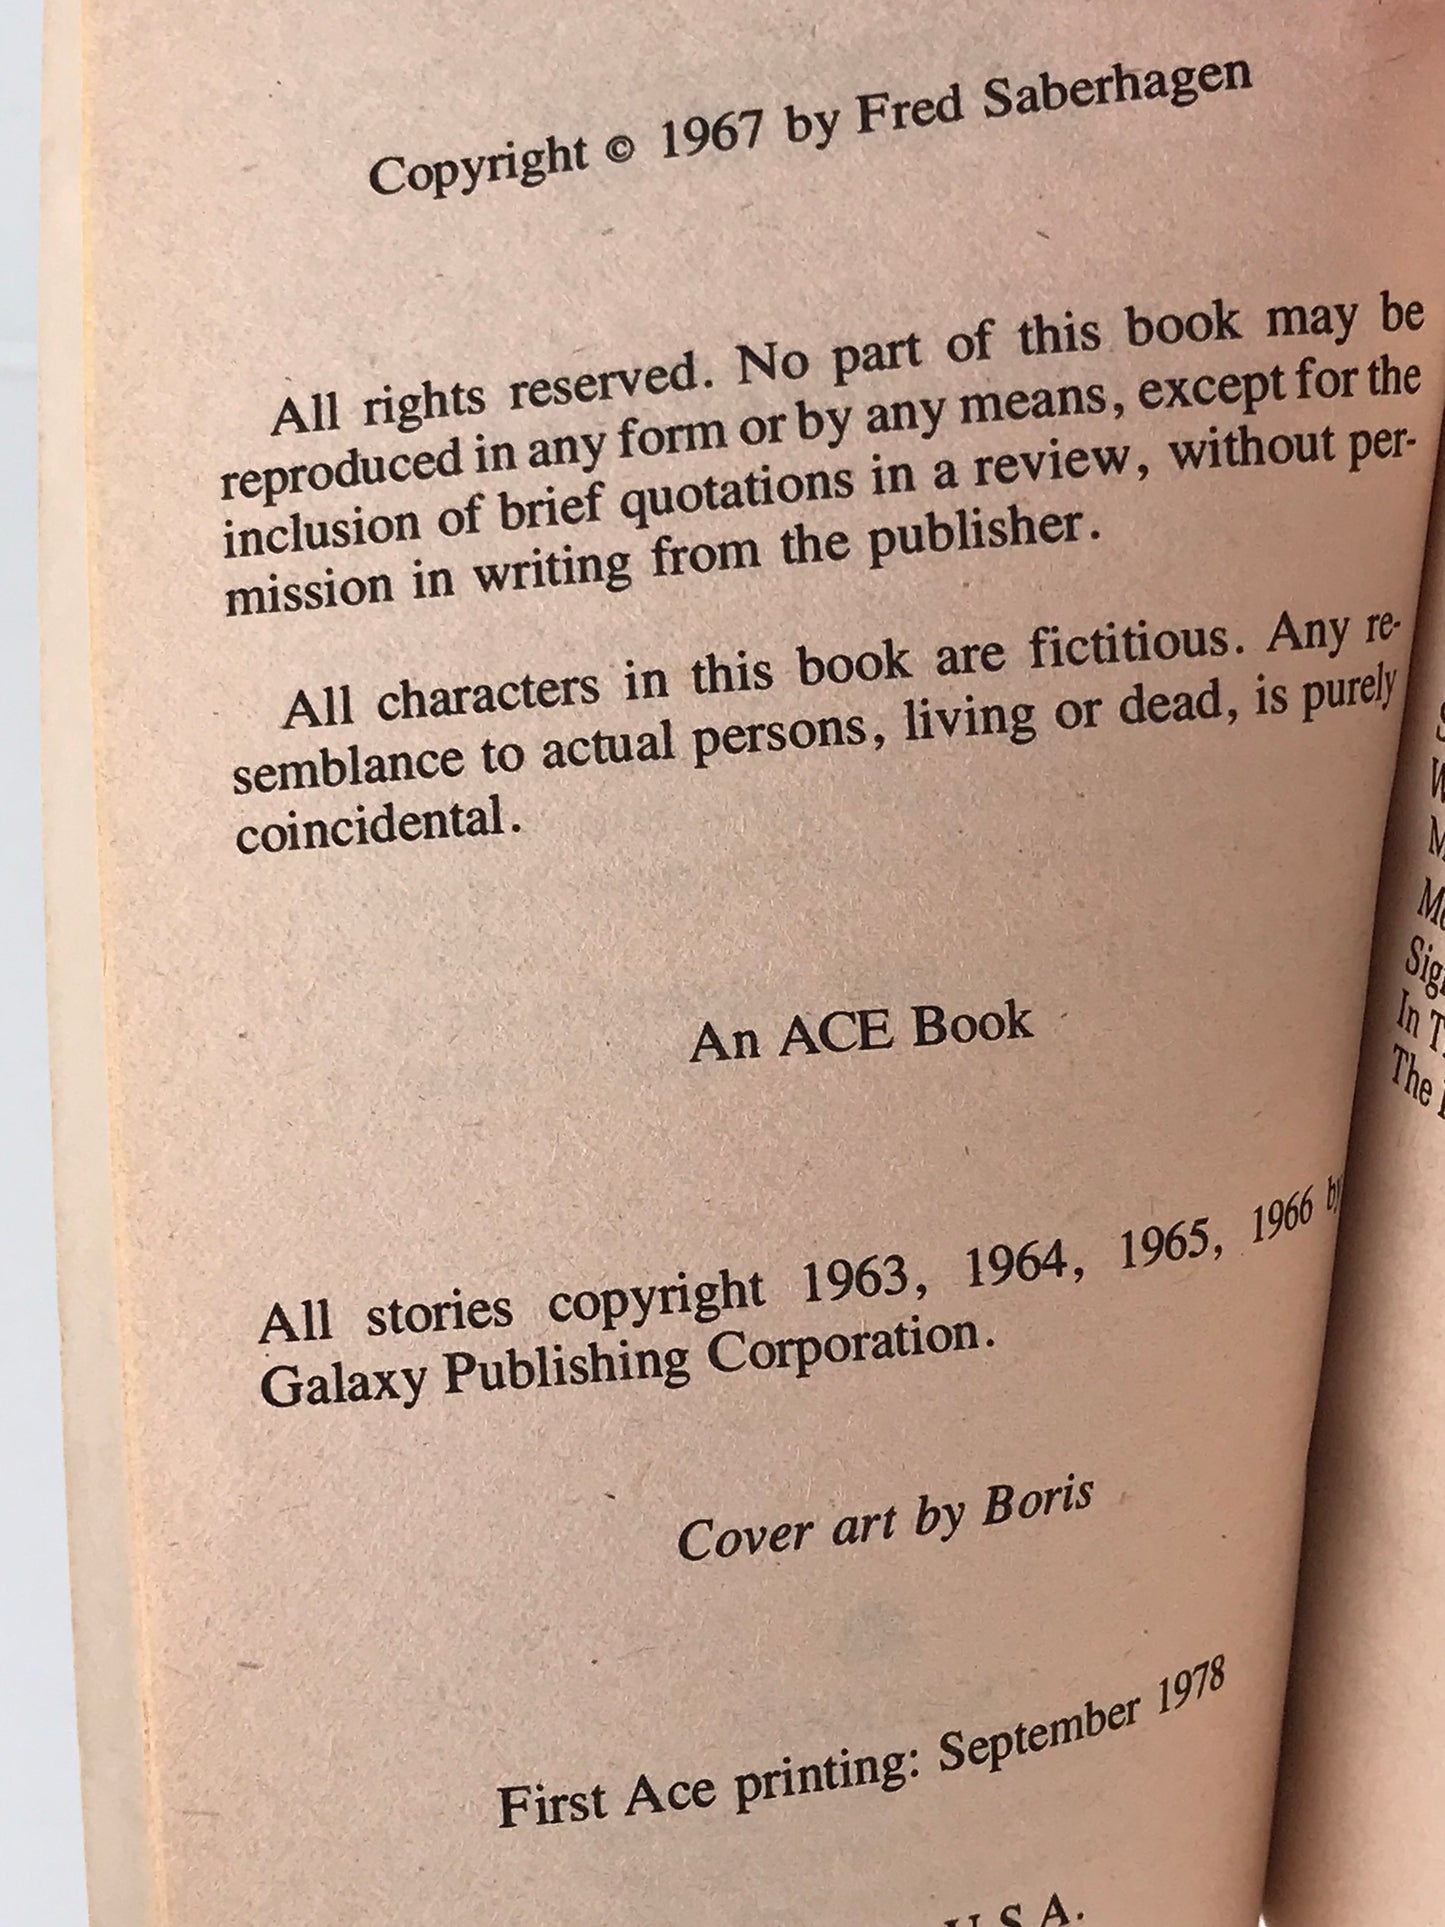 Copyright © 1967 by Fred Saberhagen
All rights reserved. No part of this book may be
reproduced in any form or by any means, except for the
inclusion of brief quotations in a review, without per-
mission in writing from the publisher.
All characters in this book are fictitious. Any re-
semblance to actual persons, living or dead, is purely
coincidental.
An ACE Book
All stories copyright 1963, 1964, 1965, 1966 by
Galaxy Publishing Corporation.
Cover art by Boris
First Ace printing: September 1978
U.S.A.
In
The